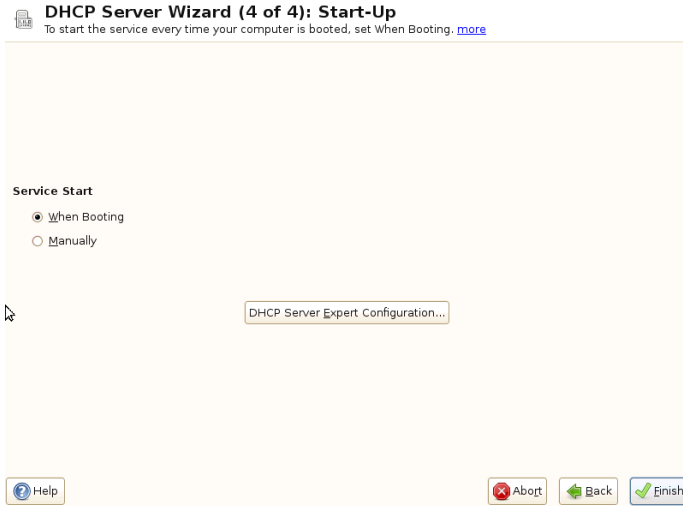 DHCP Server Wizard (4 of 4): Start-Up
To start the service every time your computer is booted, set When Booting. more
Service Start
When Booting
Manually
DHCP Server Expert Configuration...
Help
Abort
Back
Finish